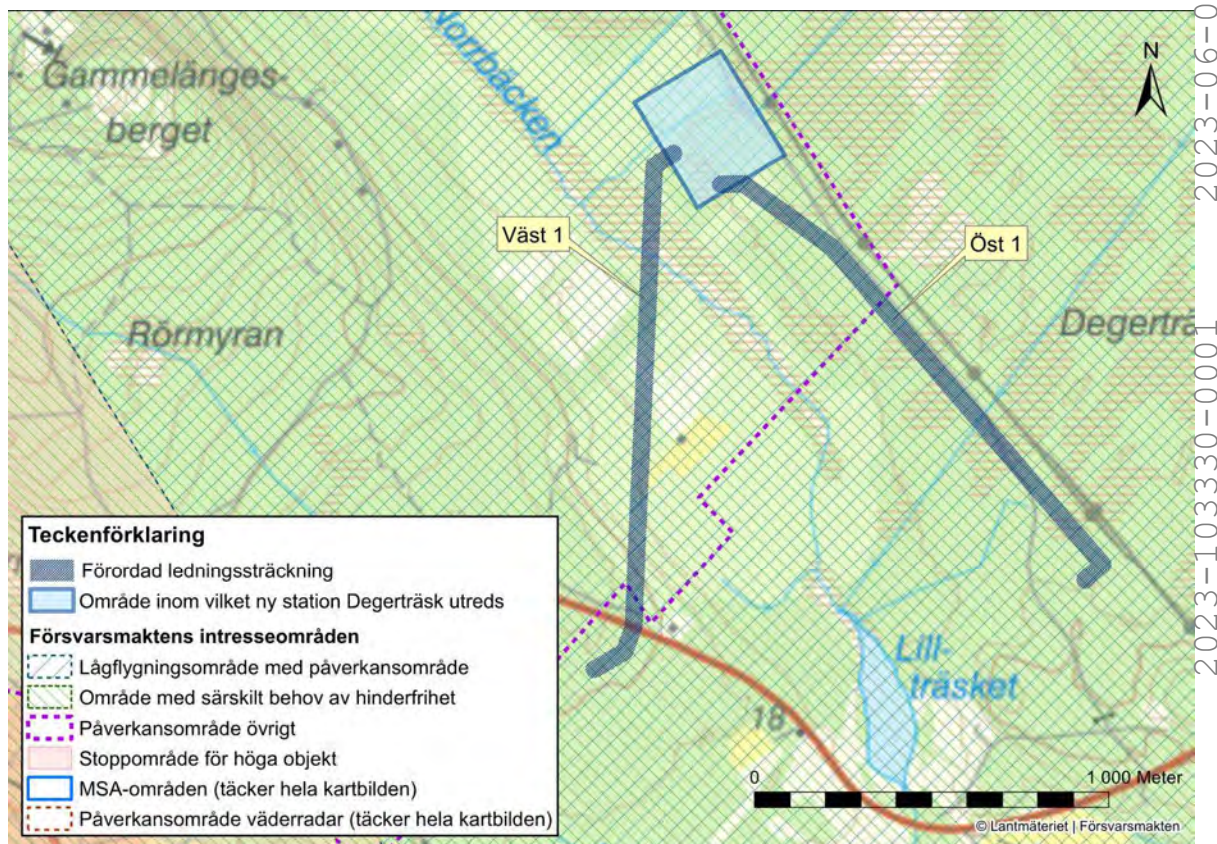 Norrbäcken
Gammelänges-
berget
N
Väst 1
Öst 1
Rörmyran
Degerträ
Teckenförklaring
Förordad ledningssträckning
Område inom vilket ny station Degerträsk utreds
Försvarsmaktens intresseområden
Lågflygningsområde med påverkansområde
Område med särskilt behov av hinderfrihet
Påverkansområde övrigt
Stoppområde för höga objekt
MSA-områden (täcker hela kartbilden)
Påverkansområde väderradar (täcker hela kartbilden)
Lill-
träsket
18
0 1 000 Meter
© Lantmäteriet | Försvarsmakten
2023-103330-0001 2023-06-0